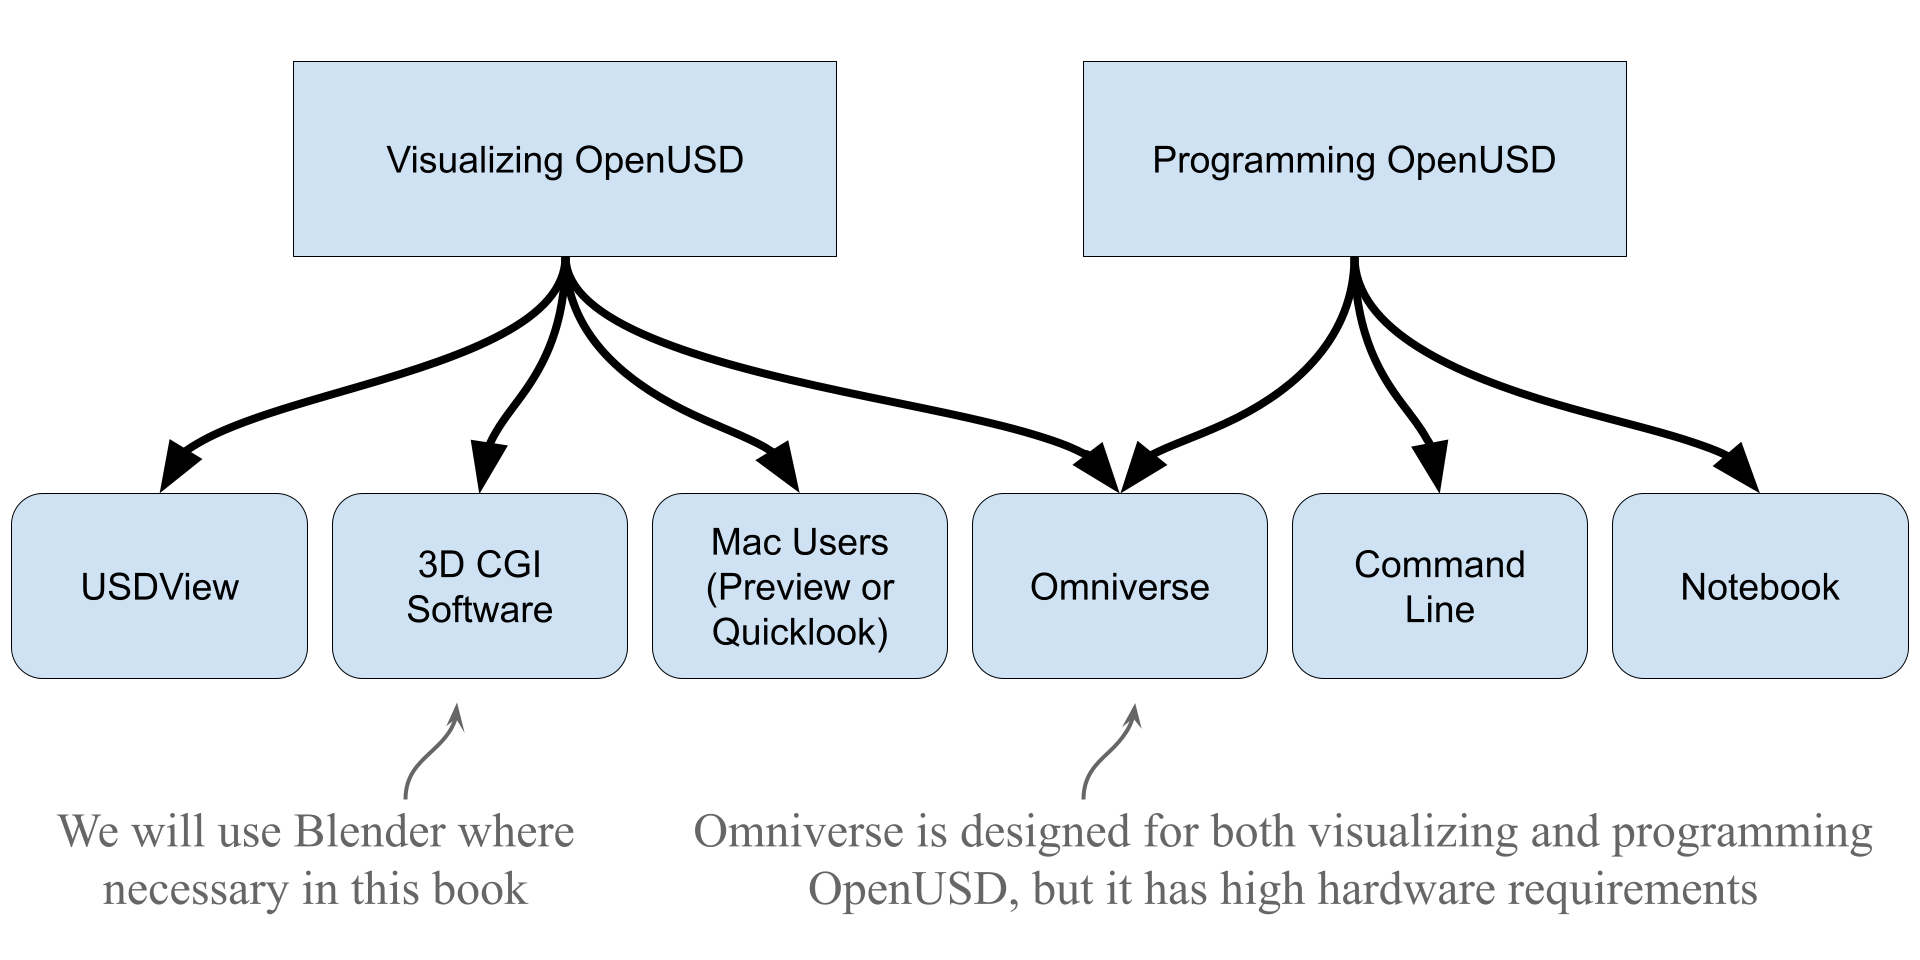 Visualizing OpenUSD
Programming OpenUSD
USDView
3D CGI
Software
Mac Users
(Preview or
Quicklook)
Omniverse
Command
Line
Notebook
We will use Blender where
necessary in this book
Omniverse is designed for both visualizing and programming
OpenUSD, but it has high hardware requirements